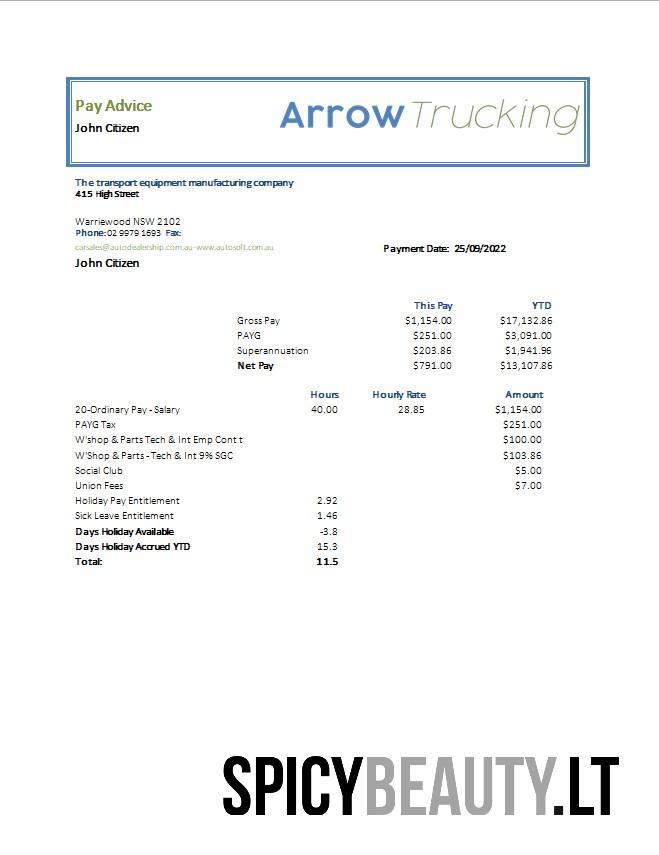 Pay Advice
Arrow Trucking
John Citizen
The transport equipment manufacturing company
415 High Street
Warriewood NSW 2102
Phone: 02 9979 1693 Fax:
carsales@autodealership.com.au-www.autosoft.com.au
Payment Date: 25/09/2022
John Citizen
This Pay YTD
Gross Pay $1,154.00 $17,132.86
PAYG $251.00 $3,091.00
Superannuation $203.86 $1,941.96
Net Pay $791.00 $13,107.86
Hours Hourly Rate Amount
20-Ordinary Pay - Salary 40.00 28.85 $1,154.00
PAYG Tax $251.00
W'shop & Parts Tech & Int Emp Cont t $100.00
W'Shop & Parts - Tech & Int 9% SGC $103.86
Social Club $5.00
Union Fees $7.00
Holiday Pay Entitlement 2.92
Sick Leave Entitlement 1.46
Days Holiday Available -3.8
Days Holiday Accrued YTD 15.3
Total: 11.5
SPICYBEAUTY.LT